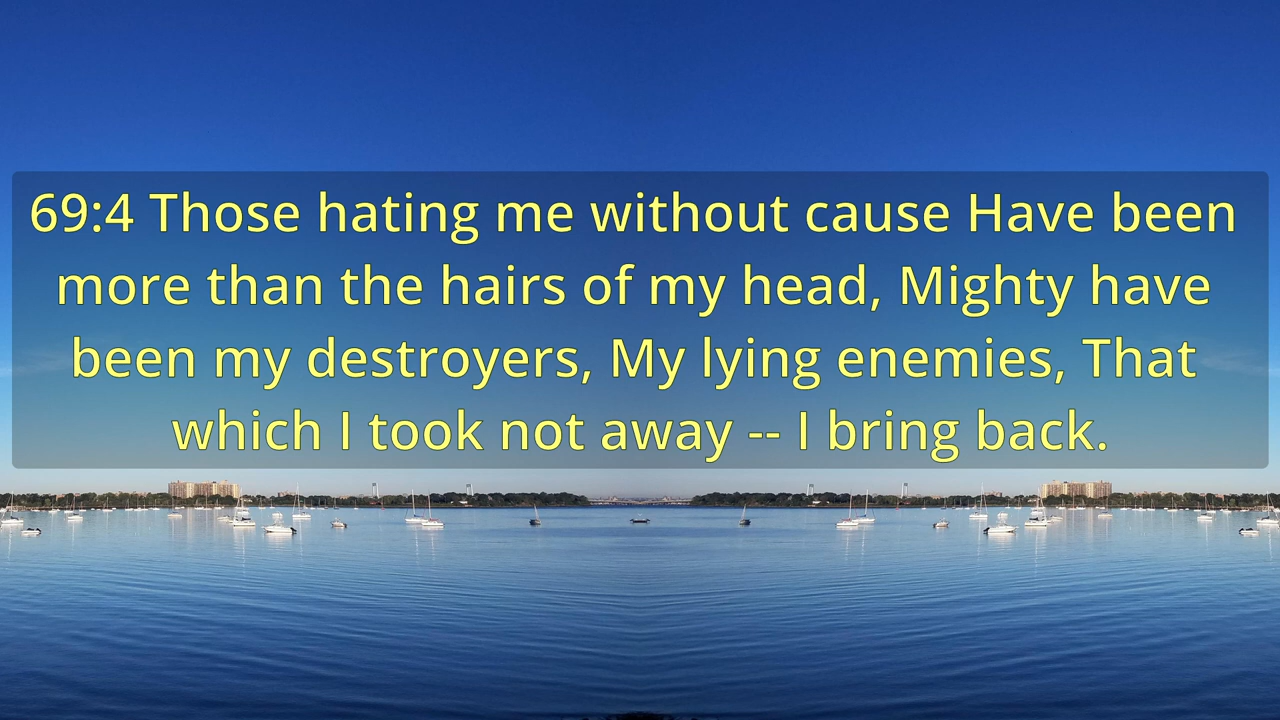 69:4 Those hating me without cause Have been
more than the hairs of my head, Mighty have
been my destroyers, My lying enemies, That
which I took not away -- I bring back.